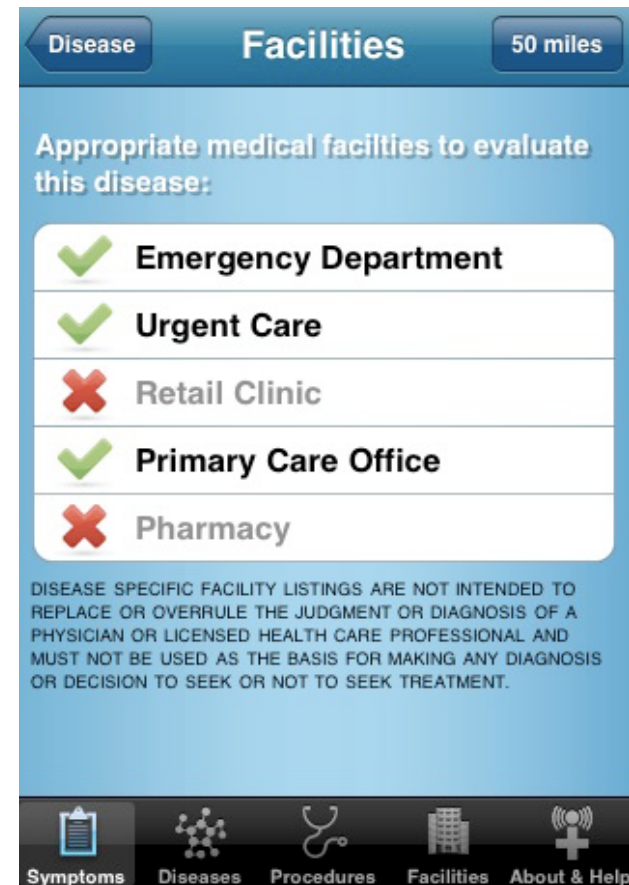 Disease
Facilities
50 miles
Appropriate medical facilties to evaluate
this disease:
Emergency Department
Urgent Care
Retail Clinic
Primary Care Office
Pharmacy
DISEASE SPECIFIC FACILITY LISTINGS ARE NOT INTENDED TO
REPLACE OR OVERRULE THE JUDGMENT OR DIAGNOSIS OF A
PHYSICIAN OR LICENSED HEALTH CARE PROFESSIONAL AND
MUST NOT BE USED AS THE BASIS FOR MAKING ANY DIAGNOSIS
OR DECISION TO SEEK OR NOT TO SEEK TREATMENT.
Symptoms
Diseases
Procedures
Facilities
About & Help